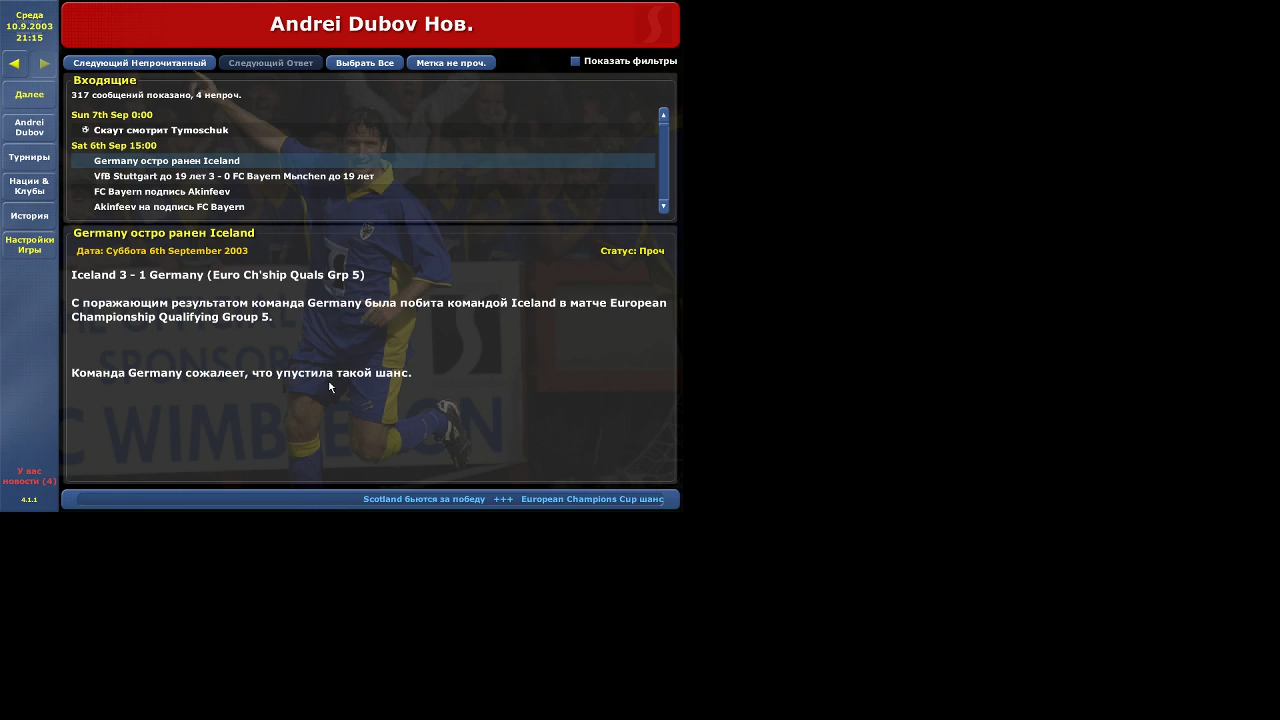 Среда
10.9.2003
21:15
Далее
Andrei
Dubov
Турниры
Нации &
Клубы
История
Настройки
Игры
У вас
новости (4)
4.1.1
Andrei Dubov Нов.
Следующий Непрочитанный
Следующий Ответ
Выбрать Все
Метка не проч.
Показать фильтры
Входящие
317 сообщений показано, 4 непроч.
Sun 7th Sep 0:00
Скаут смотрит Tymoschuk
Sat 6th Sep 15:00
Germany остро ранен Iceland
VfB Stuttgart до 19 лет 3 - 0 FC Bayern Mьnchen до 19 лет
FC Bayern подпись Akinfeev
Akinfeev на подпись FC Bayern
Germany остро ранен Iceland
Дата: Суббота 6th September 2003
Статус: Проч
Iceland 3 - 1 Germany (Euro Ch'ship Quals Grp 5)
С поражающим результатом команда Germany была побита командой Iceland в матче European
Championship Qualifying Group 5.
Команда Germany сожалеет, что упустила такой шанс.
SPONSOR
WIMB
ON
Scotland бьются за победу +++ European Champions Cup шанс